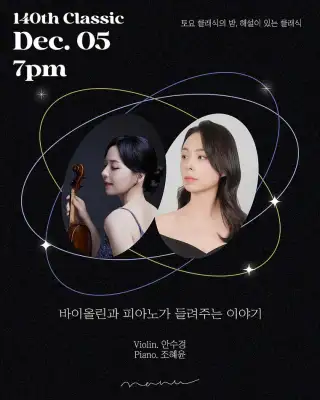 140th Classic
Dec. 05
7pm
토요 클래식의 밤, 해설이 있는 클래식
바이올린과 피아노가 들려주는 이야기
Violin. 안수경
Piano. 조혜윤